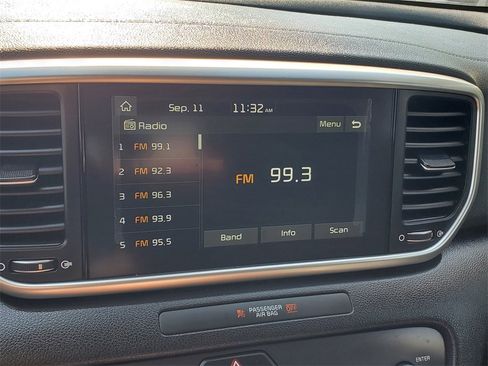 Sep. 11 11:32 AM
Radio Menu
1 FM 99.1
2 FM 92.3
3 FM 96.3
4 FM 93.9
5 FM 95.5
FM 99.3
Band Info Scan
PASSENGER
AIR BAG OFF
ENTER